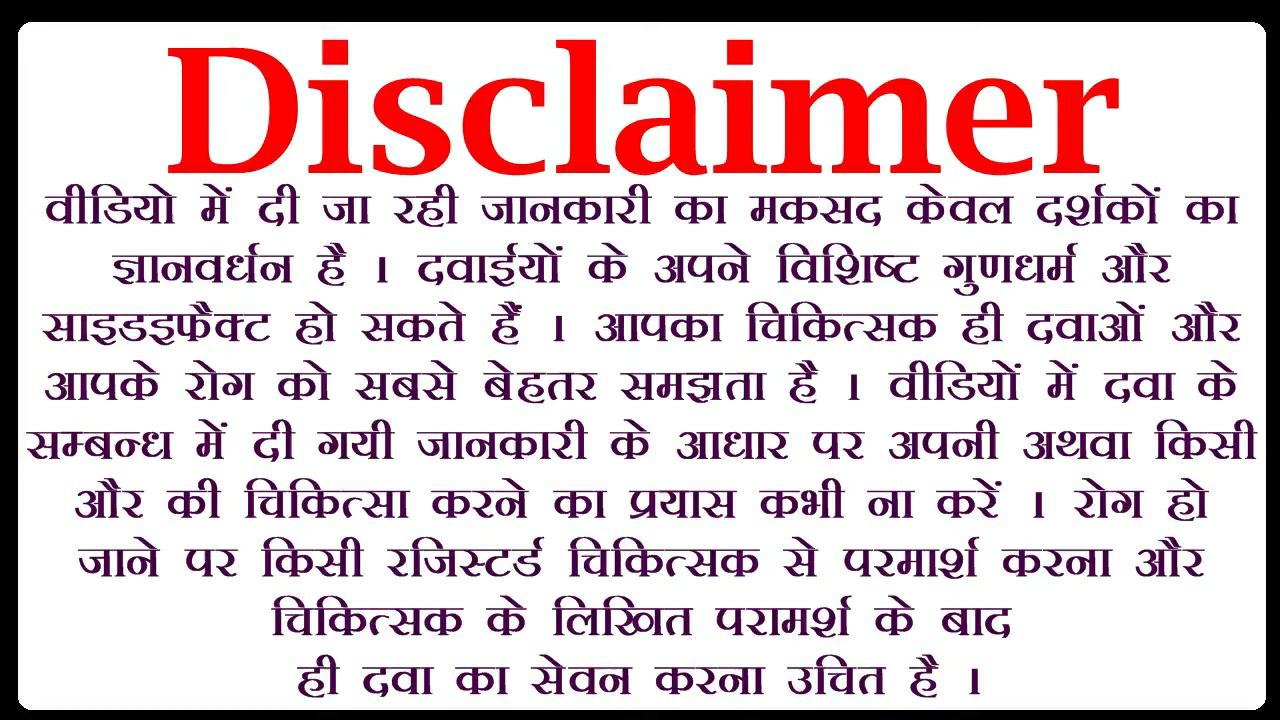 Disclaimer
वीडियो में दी जा रही जानकारी का मकसद केवल दर्शकों का
ज्ञानवर्धन है । दवाईयों के अपने विशिष्ट गुणधर्म और
साइडइफैक्ट हो सकते हैं । आपका चिकित्सक ही दवाओं और
आपके रोग को सबसे बेहतर समझता है । वीडियों में दवा के
सम्बन्ध में दी गयी जानकारी के आधार पर अपनी अथवा किसी
और की चिकित्सा करने का प्रयास कभी ना करें । रोग हो
जाने पर किसी रजिस्टर्ड चिकित्सक से परमार्श करना और
चिकित्सक के लिखित परामर्श के बाद
ही दवा का सेवन करना उचित है ।